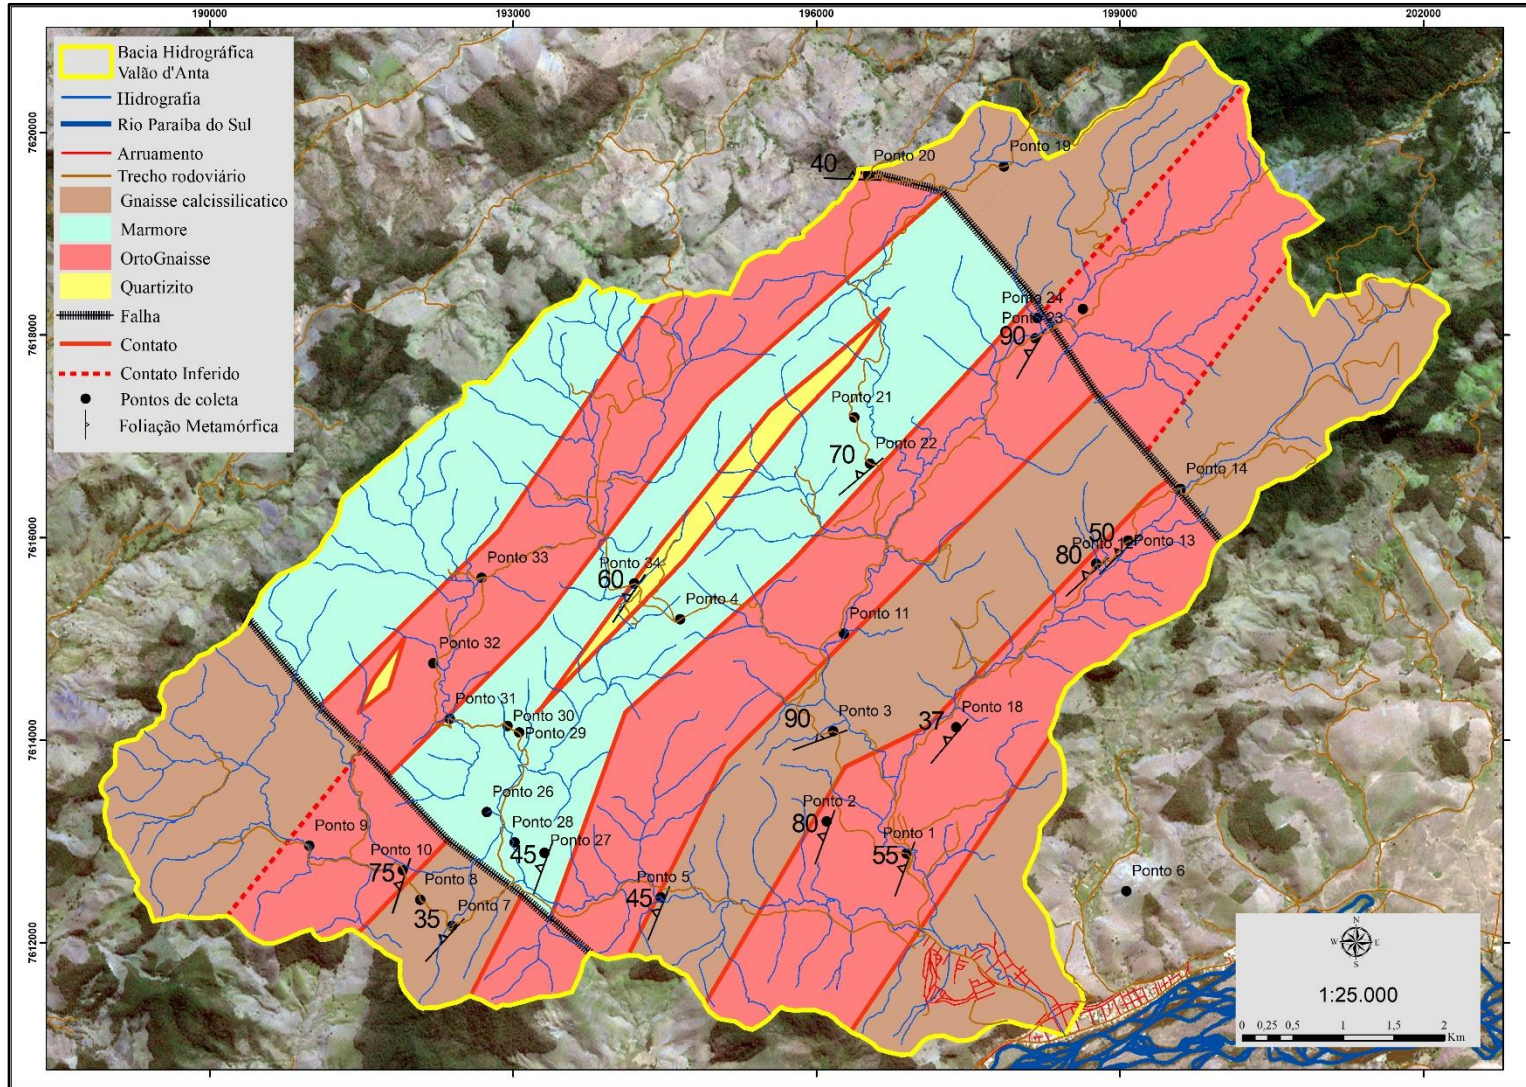 190000
193000
196000
199000
202000
7620000
7618000
7616000
7614000
7612000
Bacia Hidrográfica
Valão d'Anta
Hidrografia
Rio Paraiba do Sul
Arruamento
Trecho rodoviário
Gnaisse calcissilicatico
Marmore
OrtoGnaisse
Quartizito
Falha
Contato
Contato Inferido
Pontos de coleta
Foliação Metamórfica
Ponto 19
40
Ponto 20
Ponto 24
Ponto 23
90
Ponto 21
Ponto 22
70
Ponto 14
50
Ponto 12
Ponto 13
80
Ponto 33
Ponto 34
60
Ponto 4
Ponto 11
Ponto 32
Ponto 31
Ponto 30
Ponto 29
Ponto 3
90
Ponto 18
37
Ponto 26
Ponto 28
Ponto 27
45
Ponto 2
80
Ponto 1
55
Ponto 9
Ponto 10
75
Ponto 8
Ponto 7
35
Ponto 5
45
Ponto 6
N
W
E
S
1:25.000
0 0,25 0,5 1 1,5 2
Km